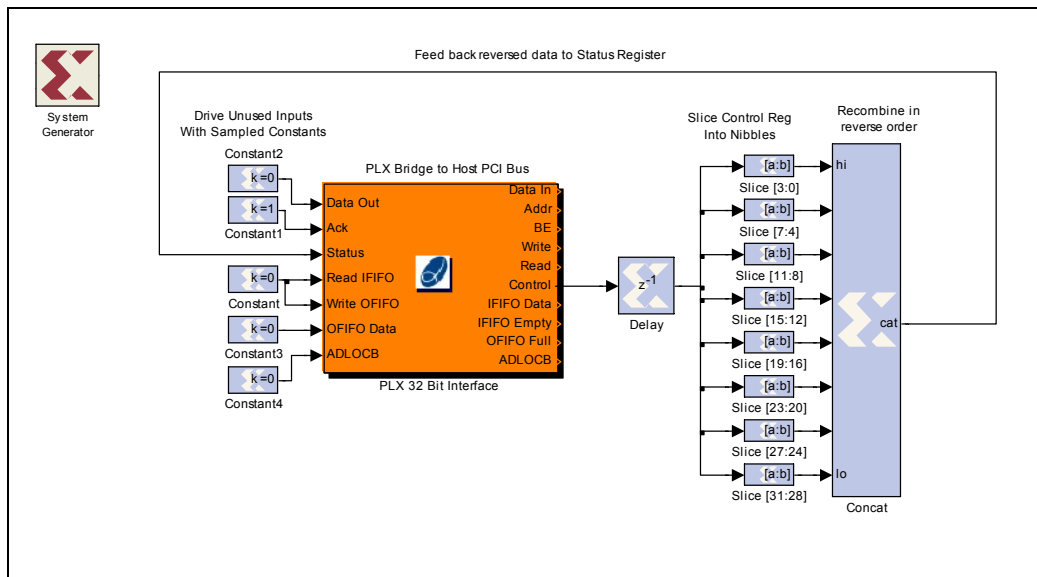 Feed back reversed data to Status Register
System
Generator
Drive Unused Inputs
With Sampled Constants
Constant2
k=0
k=1
Constant1
k=0
Constant
k=0
Constant3
k=0
Constant4
PLX Bridge to Host PCI Bus
Data Out
Ack
Status
Read IFIFO
Write OFIFO
OFIFO Data
ADLOCB
Data In
Addr
BE
Write
Read
Control
IFIFO Data
IFIFO Empty
OFIFO Full
ADLOCB
PLX 32 Bit Interface
z-1
Delay
Slice Control Reg
Into Nibbles
[a:b]
Slice [3:0]
[a:b]
Slice [7:4]
[a:b]
Slice [11:8]
[a:b]
Slice [15:12]
[a:b]
Slice [19:16]
[a:b]
Slice [23:20]
[a:b]
Slice [27:24]
[a:b]
Slice [31:28]
Recombine in
reverse order
hi
cat
lo
Concat